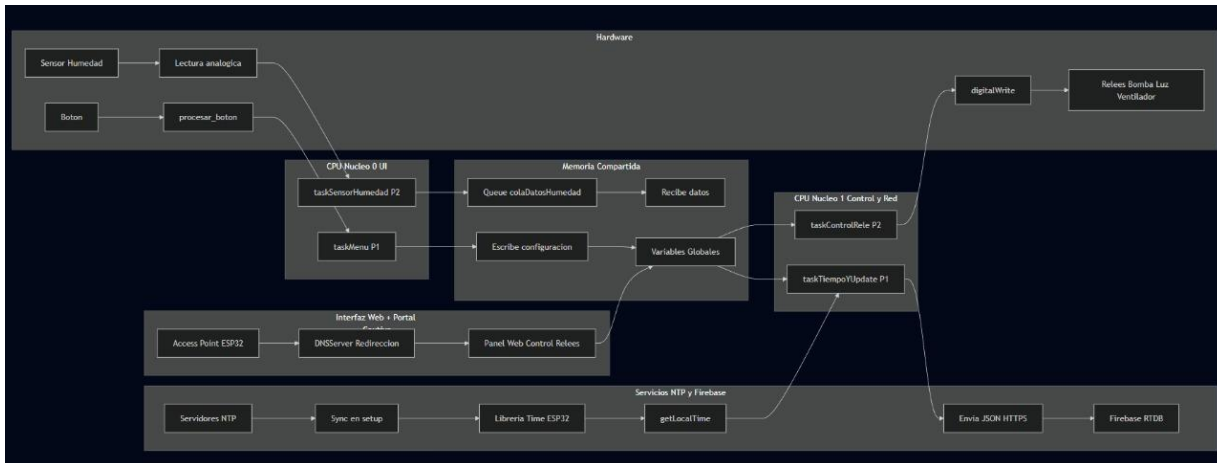 Hardware
Sensor Humedad
Lectura analogica
digitalWrite
Relees Bomba Luz
Ventilador
Boton
procesar_boton
CPU Nucleo 0 UI
taskSensorHumedad P2
taskMenu P1
Memoria Compartida
Queue colaDatosHumedad
Recibe datos
Escribe configuracion
Variables Globales
CPU Nucleo 1 Control y Red
taskControlRele P2
taskTiempoYUpdate P1
Interfaz Web + Portal
Access Point ESP32
DNSServer Redireccion
Panel Web Control Relees
Servicios NTP y Firebase
Servidores NTP
Sync en setup
Libreria Time ESP32
getLocalTime
Envia JSON HTTPS
Firebase RTDB